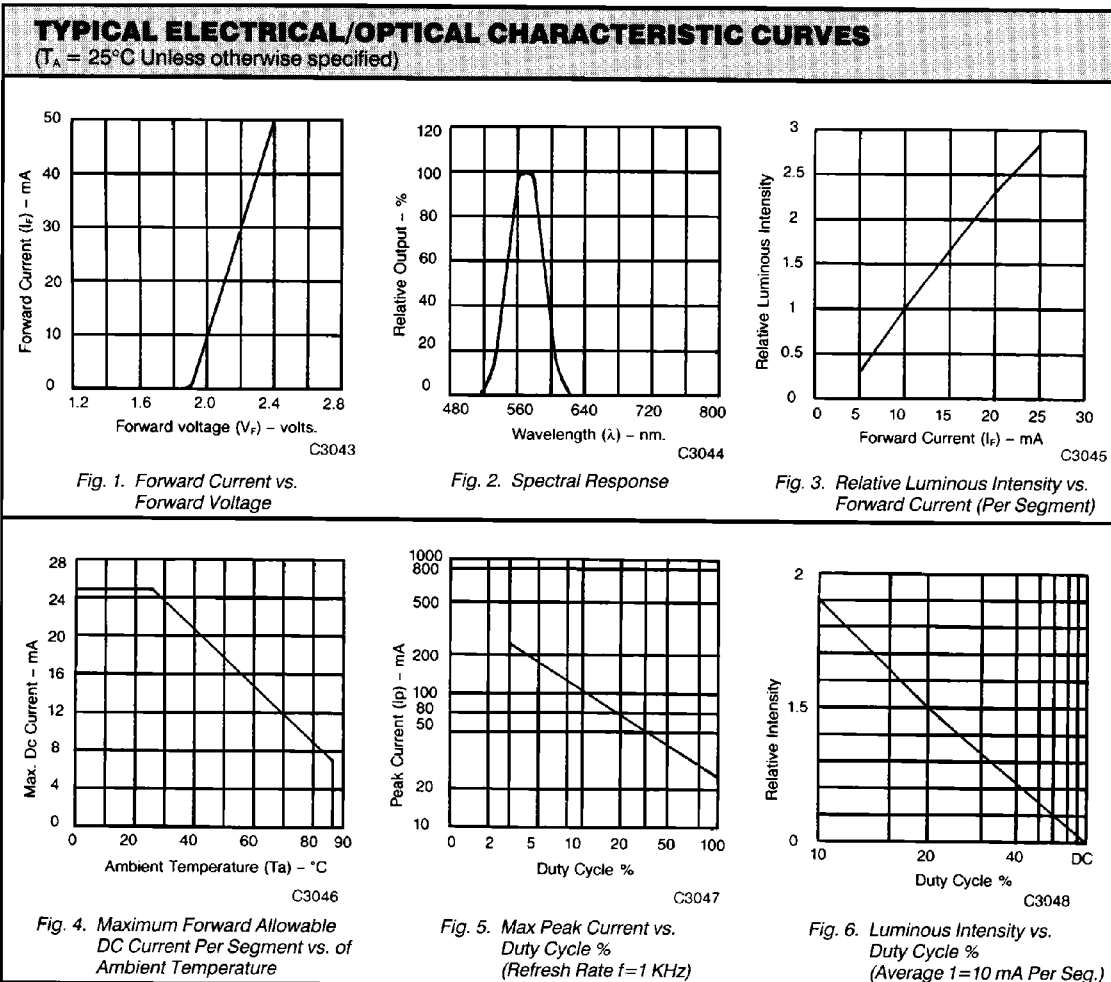 TYPICAL ELECTRICAL/OPTICAL CHARACTERISTIC CURVES
(TA = 25°C Unless otherwise specified)
50
40
30
20
10
0
Forward Current (IF) – mA
1.2 1.6 2.0 2.4 2.8
Forward voltage (VF) – volts.
C3043
Fig. 1. Forward Current vs.
Forward Voltage
120
100
80
60
40
20
0
Relative Output – %
480 560 640 720 800
Wavelength (λ) – nm.
C3044
Fig. 2. Spectral Response
3
2.5
2
1.5
1
0.5
0
Relative Luminous Intensity
0 5 10 15 20 25 30
Forward Current (IF) – mA
C3045
Fig. 3. Relative Luminous Intensity vs.
Forward Current (Per Segment)
28
24
20
16
12
8
4
0
Max. Dc Current – mA
0 20 40 60 80 90
Ambient Temperature (Ta) – °C
C3046
Fig. 4. Maximum Forward Allowable
DC Current Per Segment vs. of
Ambient Temperature
1000
800
500
200
100
80
50
20
10
Peak Current (Ip) – mA
0 2 5 10 20 50 100
Duty Cycle %
C3047
Fig. 5. Max Peak Current vs.
Duty Cycle %
(Refresh Rate f=1 KHz)
2
1.5
0
Relative Intensity
10 20 40 DC
Duty Cycle %
C3048
Fig. 6. Luminous Intensity vs.
Duty Cycle %
(Average 1=10 mA Per Seg.)